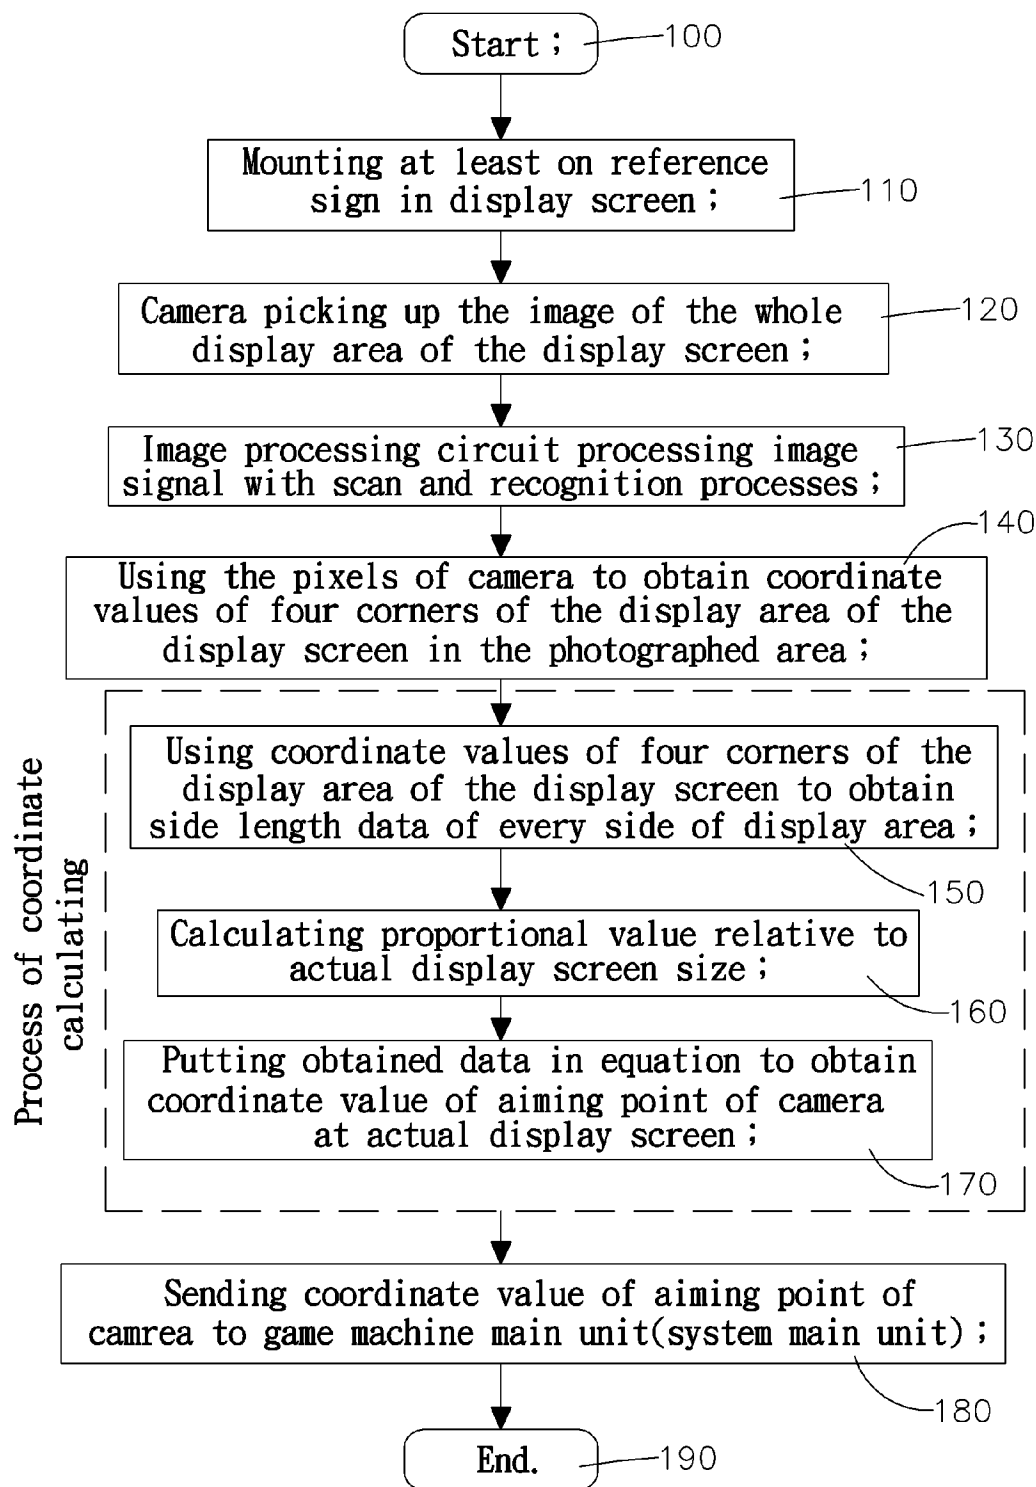 Start;
100
Mounting at least on reference
sign in display screen;
110
Camera picking up the image of the whole
display area of the display screen;
120
Image processing circuit processing image
signal with scan and recognition processes;
130
140
Using the pixels of camera to obtain coordinate
values of four corners of the display area of the
display screen in the photographed area;
Process of coordinate
calculating
Using coordinate values of four corners of the
display area of the display screen to obtain
side length data of every side of display area;
150
Calculating proportional value relative to
actual display screen size;
160
Putting obtained data in equation to obtain
coordinate value of aiming point of camera
at actual display screen;
170
Sending coordinate value of aiming point of
camrea to game machine main unit(system main unit);
180
End.
190